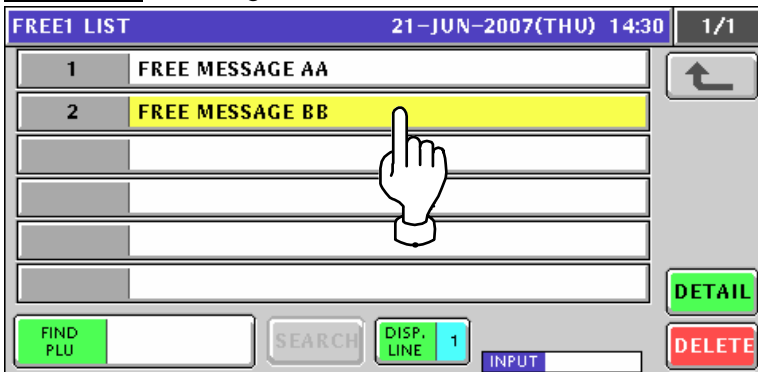 FREE1 LIST 21-JUN-2007(THU) 14:30 1/1
1 FREE MESSAGE AA
2 FREE MESSAGE BB
DETAIL
FIND PLU SEARCH DISP. LINE 1 INPUT DELETE